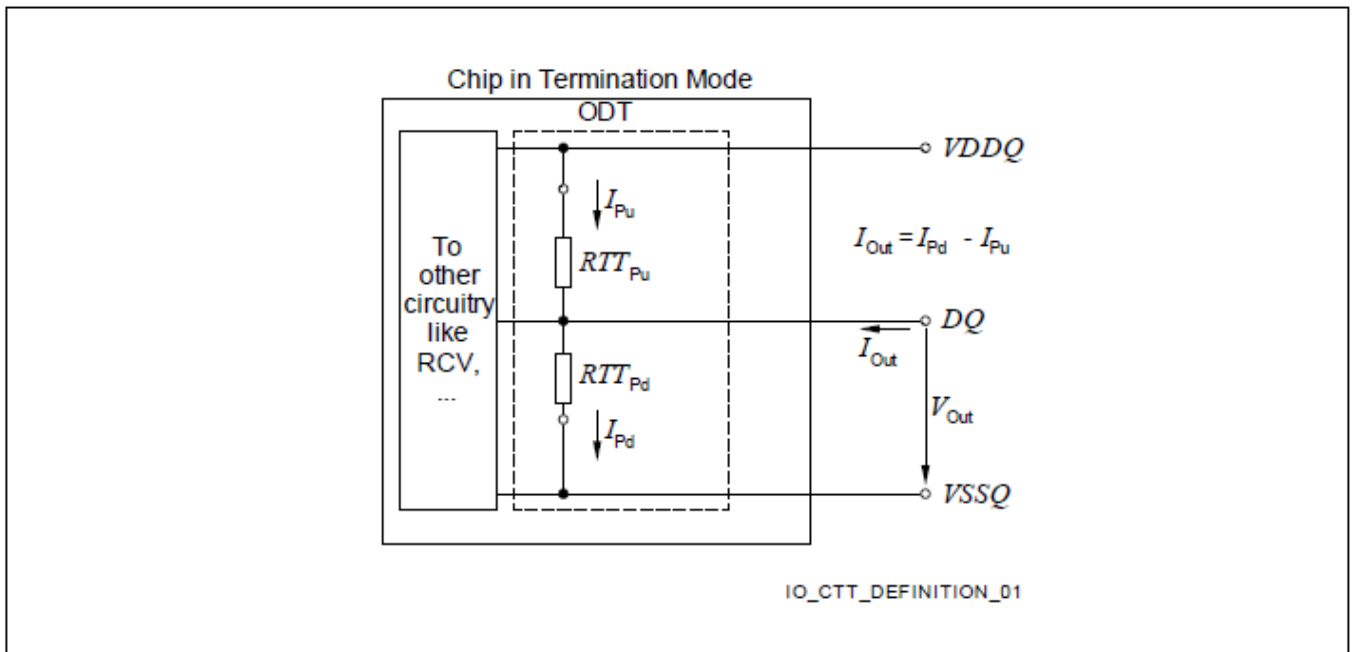 Chip in Termination Mode
ODT
VDDQ
I_Pu
I_Out = I_Pd - I_Pu
To
other
circuitry
like
RCV,
...
RTT_Pu
DQ
I_Out
RTT_Pd
V_Out
I_Pd
VSSQ
IO_CTT_DEFINITION_01